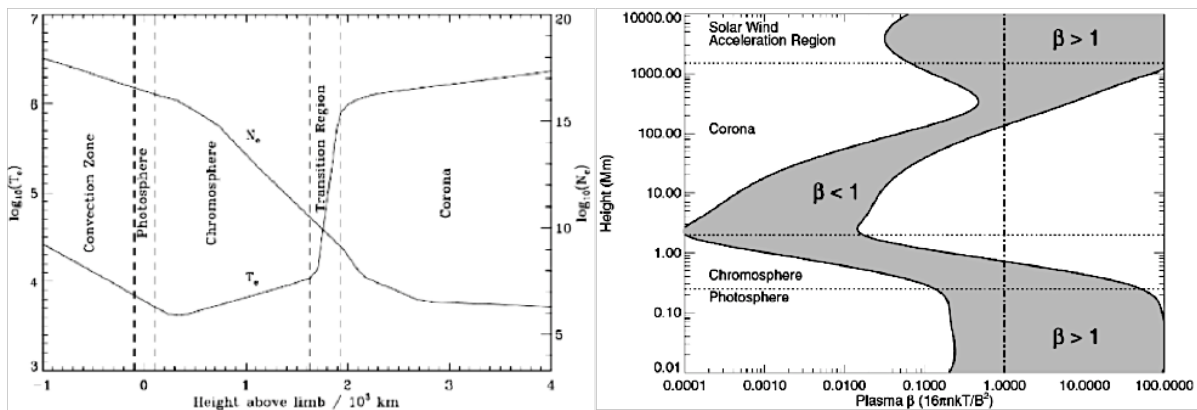 7
6
5
4
3
log₁₀(Tₑ)
-1
0
1
2
3
4
Height above limb / 10³ km
20
15
10
5
log₁₀(Nₑ)
Convection Zone
Photosphere
Chromosphere
Transition Region
Corona
Nₑ
Tₑ
10000.00
1000.00
100.00
10.00
1.00
0.10
0.01
Height (Mm)
Solar Wind
Acceleration Region
β > 1
Corona
β < 1
Chromosphere
Photosphere
β > 1
0.0001
0.0010
0.0100
0.1000
1.0000
10.0000
100.0000
Plasma β (16πnkT/B²)